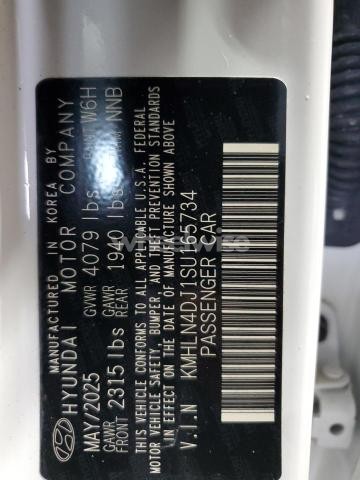 MANUFACTURED IN KOREA BY
HYUNDAI MOTOR COMPANY
MAY/2025 GVWR 4079 lbs PAINT W6H
GAWR FRONT 2315 lbs GAWR REAR 1940 lbs NNB
THIS VEHICLE CONFORMS TO ALL APPLICABLE U.S.A. FEDERAL
MOTOR VEHICLE SAFETY, BUMPER, AND THEFT PREVENTION STANDARDS
IN EFFECT ON THE DATE OF MANUFACTURE SHOWN ABOVE
V.I.N KMHLN4DJ1SU165734
PASSENGER CAR